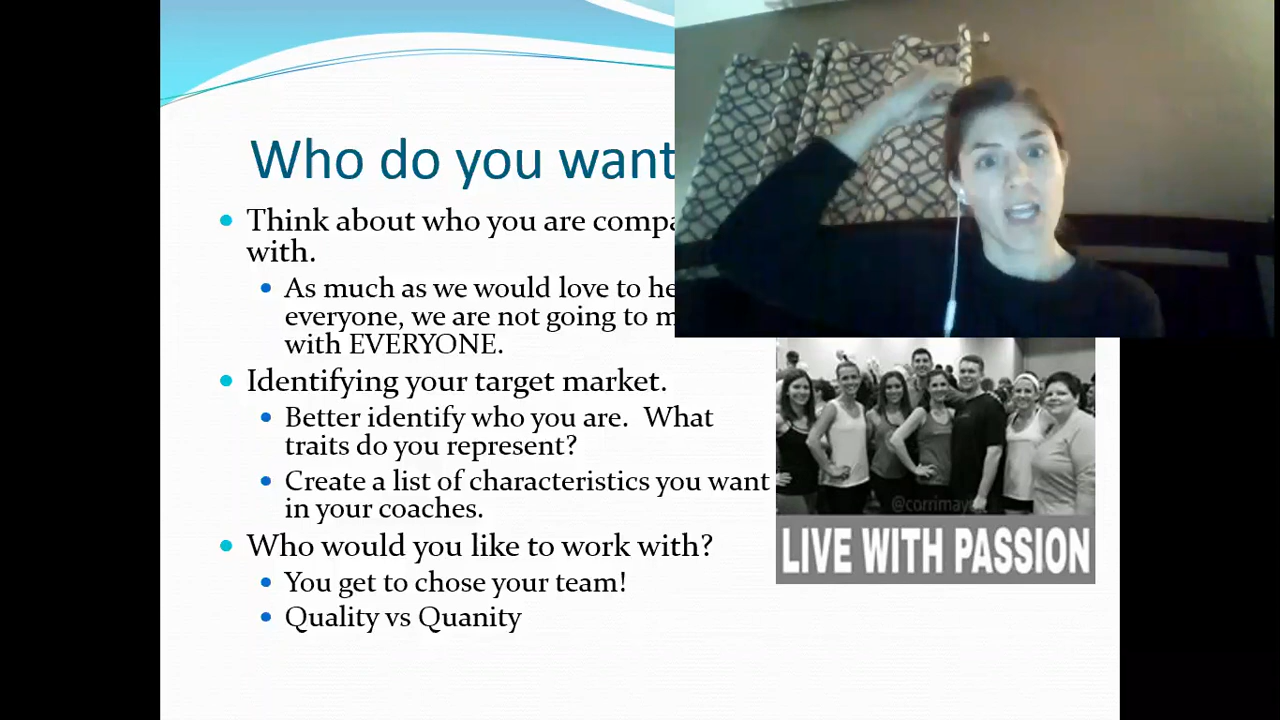 Who do you want
Think about who you are
with.
As much as we would love to
everyone, we are not going to
with EVERYONE.
Identifying your target market.
Better identify who you are. What
traits do you represent?
Create a list of characteristics you want
in your coaches.
@corrimay
LIVE WITH PASSION
Who would you like to work with?
You get to chose your team!
Quality vs Quanity